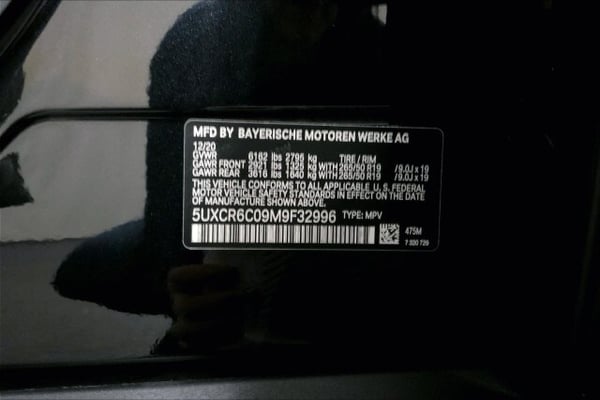 MFD BY BAYERISCHE MOTOREN WERKE AG
12/20
GVWR 6162 lbs 2795 kg TIRE / RIM
GAWR FRONT 2921 lbs 1325 kg WITH 265/50 R19 /9.0J x 19
GAWR REAR 3616 lbs 1640 kg WITH 265/50 R19 /9.0J x 19
THIS VEHICLE CONFORMS TO ALL APPLICABLE U. S. FEDERAL
MOTOR VEHICLE SAFETY STANDARDS IN EFFECT ON THE DATE
OF MANUFACTURE SHOWN ABOVE.
5UXCR6C09M9F32996 TYPE: MPV
475M
7 320 726